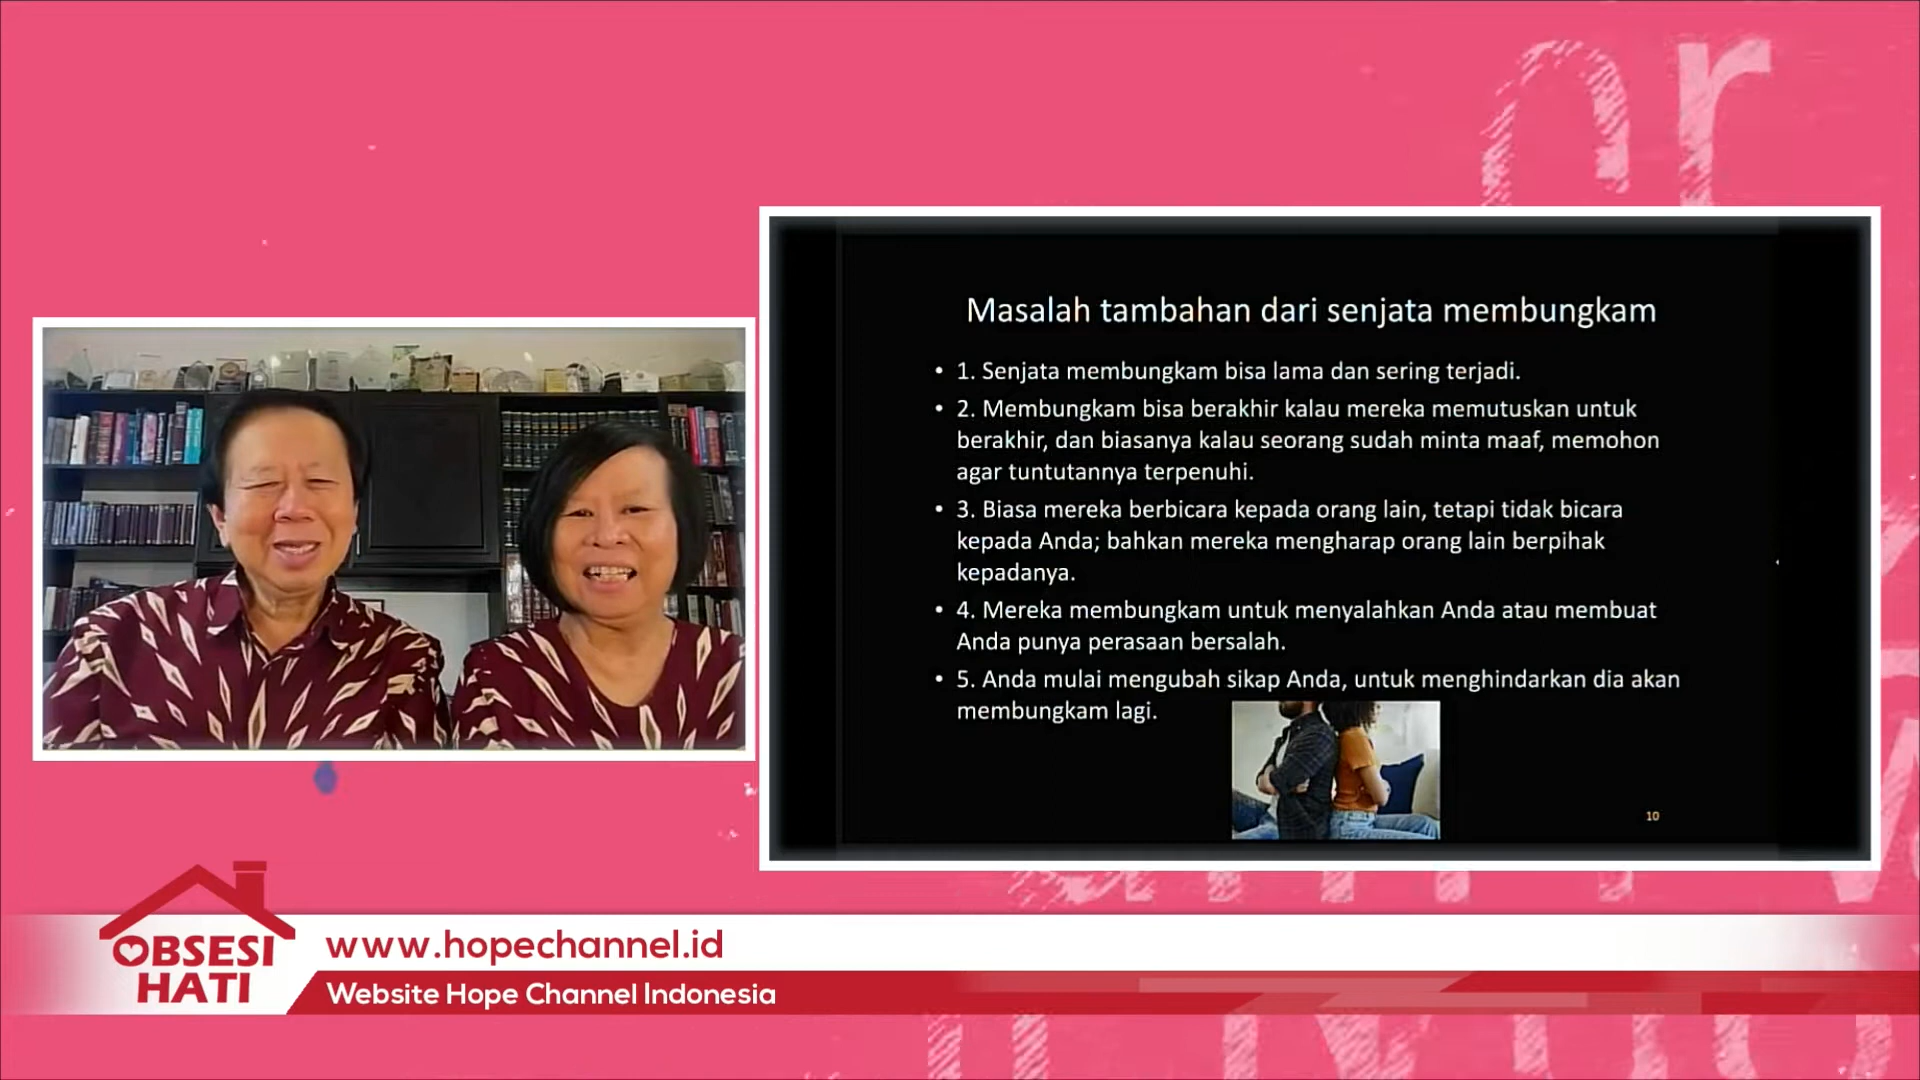 Masalah tambahan dari senjata membungkam
• 1. Senjata membungkam bisa lama dan sering terjadi.
• 2. Membungkam bisa berakhir kalau mereka memutuskan untuk
berakhir, dan biasanya kalau seorang sudah minta maaf, memohon
agar tuntutannya terpenuhi.
• 3. Biasa mereka berbicara kepada orang lain, tetapi tidak bicara
kepada Anda; bahkan mereka mengharap orang lain berpihak
kepadanya.
• 4. Mereka membungkam untuk menyalahkan Anda atau membuat
Anda punya perasaan bersalah.
• 5. Anda mulai mengubah sikap Anda, untuk menghindarkan dia akan
membungkam lagi.
10
OBSESI
HATI
www.hopechannel.id
Website Hope Channel Indonesia